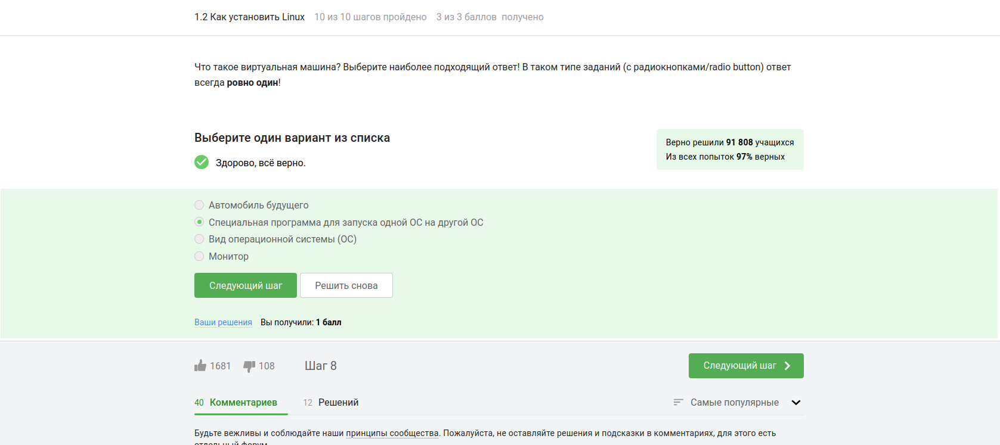 1.2 Как установить Linux 10 из 10 шагов пройдено 3 из 3 баллов получено
Что такое виртуальная машина? Выберите наиболее подходящий ответ! В таком типе заданий (с радиокнопками/radio button) ответ
всегда ровно один!
Выберите один вариант из списка
Здорово, всё верно.
Верно решили 91 808 учащихся
Из всех попыток 97% верных
Автомобиль будущего
Специальная программа для запуска одной ОС на другой ОС
Вид операционной системы (ОС)
Монитор
Следующий шаг Решить снова
Ваши решения Вы получили: 1 балл
1681 108 Шаг 8 Следующий шаг
40 Комментариев 12 Решений Самые популярные
Будьте вежливы и соблюдайте наши принципы сообщества. Пожалуйста, не оставляйте решения и подсказки в комментариях, для этого есть
отдельный форум.